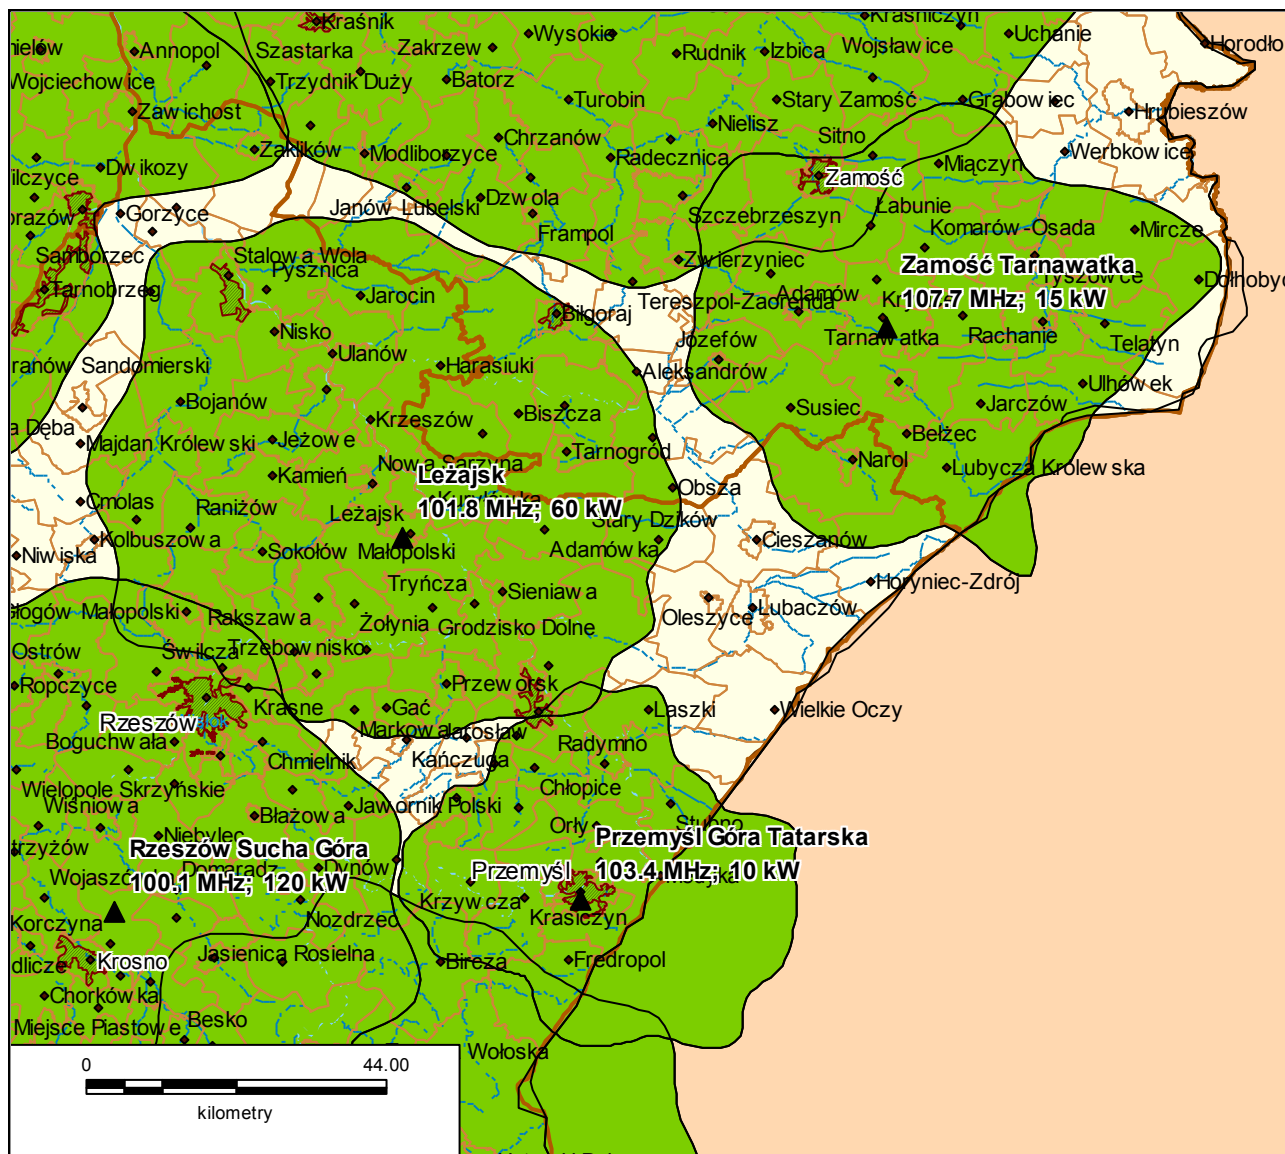 Kraśnik
Wysokie
Kraśniczyn
Uchanie
Horodło
Annopol
Szastarka
Zakrzew
Rudnik
Izbica
Wojsławice
Wojciechowice
Trzydnik Duży
Batorz
Turobin
Stary Zamość
Grabowiec
Hrubieszów
Zawichost
Nielisz
Sitno
Chrzanów
Zaklików
Modliborzyce
Radecznica
Miączyn
Werbkowice
Dwikozy
Zamość
Gorzyce
Janów Lubelski
Dzwola
Szczebrzeszyn
Łabunie
Frampol
Komarów-Osada
Mircze
Samborzec
Stalowa Wola
Pysznica
Zwierzyniec
Zamość Tarnawatka
107.7 MHz; 15 kW
Tarnobrzeg
Jarocin
Tereszpol-Zaorenda
Adamów
Dołhobyc
Biłgoraj
Nisko
Józefów
Tarnawatka
Rachanie
Telatyn
Ulanów
Harasiuki
Aleksandrów
Sandomierski
Ulhówek
Bojanów
Krzeszów
Biszcza
Susiec
Jarczów
a Dęba
Majdan Królewski
Jeżowe
Tarnogród
Bełżec
Narol
Lubycza Królewska
Kamień
Nowa Sarzyna
Leżajsk
101.8 MHz; 60 kW
Obsza
Cmolas
Raniżów
Leżajsk
Stary Dzików
Kolbuszowa
Sokołów
Małopolski
Adamówka
Cieszanów
Niwiska
Horyniec-Zdrój
Tryńcza
Sieniawa
Głogów Małopolski
Rakszawa
Żołynia
Grodzisko Dolne
Oleszyce
Lubaczów
Ostrów
Świlcza
Trzebownisko
Ropczyce
Krasne
Przeworsk
Gać
Laszki
Wielkie Oczy
Rzeszów
Markowa
Jarosław
Boguchwała
Chmielnik
Kańczuga
Radymno
Wielopole Skrzyńskie
Wiśniowa
Chłopice
Błażowa
Jawornik Polski
Orły
Stubno
Niebylec
Przemyśl Góra Tatarska
103.4 MHz; 10 kW
Rzeszów Sucha Góra
100.1 MHz; 120 kW
Domaradz
Dynów
Przemyśl
Krzywcza
Krasiczyn
Korczyna
Nozdrzec
Krosno
Jasienica Rosielna
Bircza
Fredropol
Chorkówka
Miejsce Piastowe
Besko
Wołoska
0
44.00
kilometry